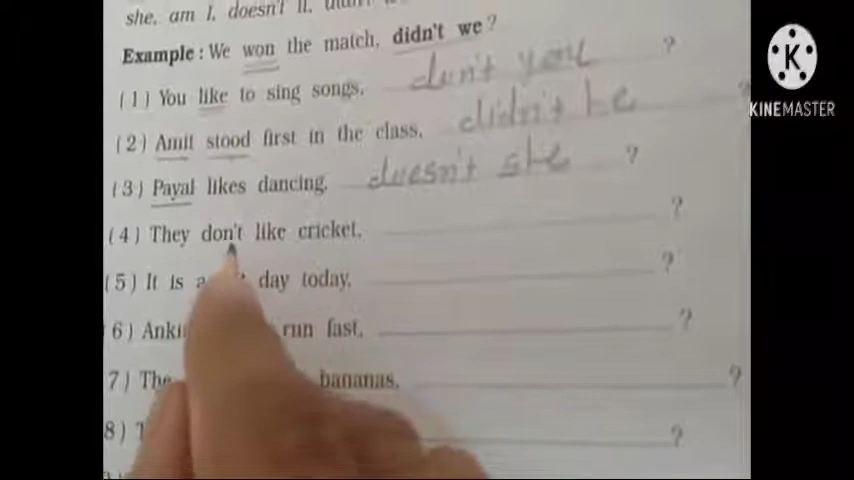 she, am I, doesn't it,
Example : We won the match, didn't we ?
(1) You like to sing songs, don't you ?
(2) Amit stood first in the class, didn't he ?
(3) Payal likes dancing, doesn't she ?
(4) They don't like cricket, ?
(5) It is a day today, ?
6) run fast, ?
7) bananas, ?
8) ?
K
KINEMASTER